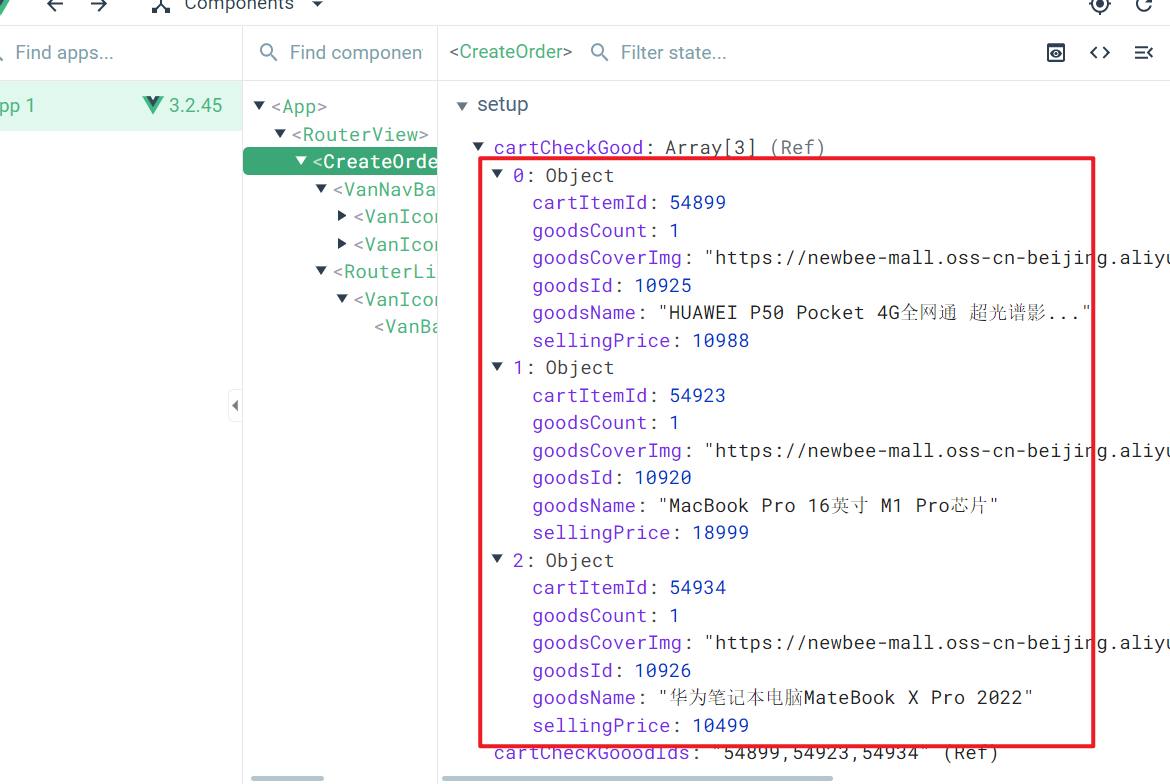 Components
Find apps...
Find componen
<CreateOrder>
Filter state...
pp 1
3.2.45
<App>
<RouterView>
<CreateOrde
<VanNavBa
<VanIcon
<VanIcon
<RouterLi
<VanIcon
<VanBa
setup
cartCheckGood: Array[3] (Ref)
0: Object
cartItemId: 54899
goodsCount: 1
goodsCoverImg: "https://newbee-mall.oss-cn-beijing.aliyu
goodsId: 10925
goodsName: "HUAWEI P50 Pocket 4G全网通 超光谱影..."
sellingPrice: 10988
1: Object
cartItemId: 54923
goodsCount: 1
goodsCoverImg: "https://newbee-mall.oss-cn-beijing.aliyu
goodsId: 10920
goodsName: "MacBook Pro 16英寸 M1 Pro芯片"
sellingPrice: 18999
2: Object
cartItemId: 54934
goodsCount: 1
goodsCoverImg: "https://newbee-mall.oss-cn-beijing.aliyu
goodsId: 10926
goodsName: "华为笔记本电脑MateBook X Pro 2022"
sellingPrice: 10499
cartCheckGooodIds: "54899,54923,54934" (Ref)